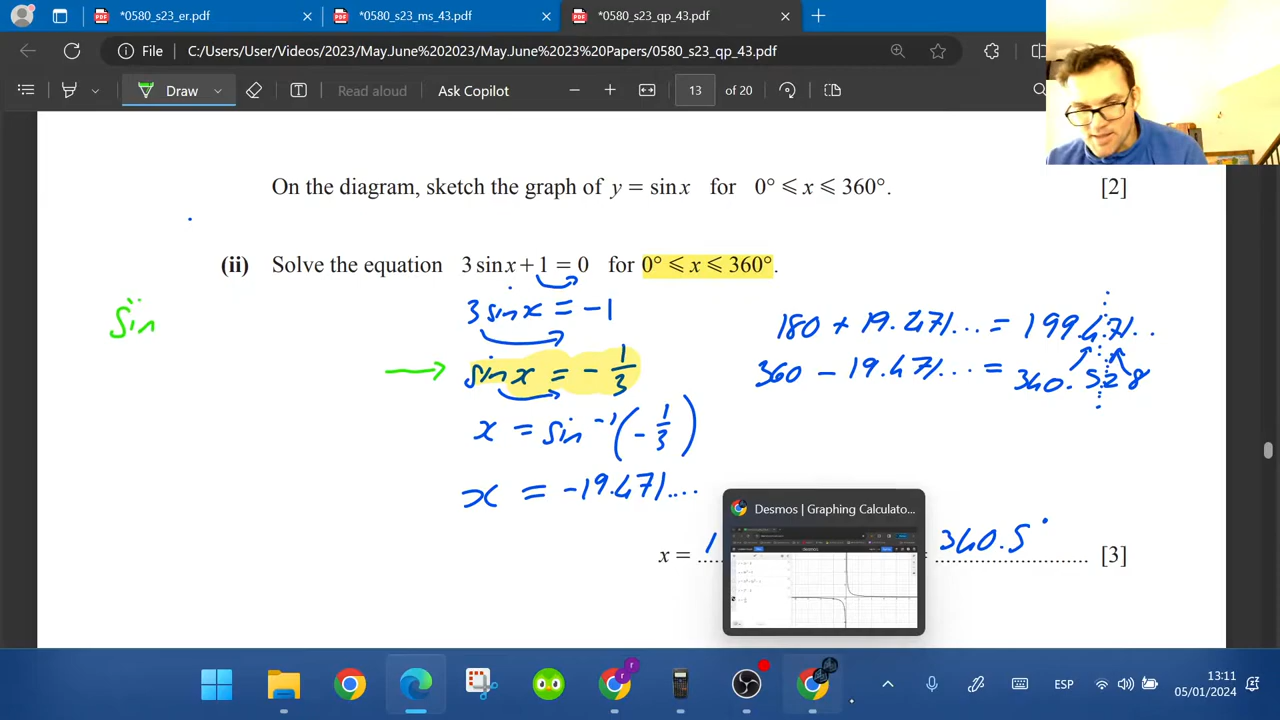 *0580_s23_er.pdf
*0580_s23_ms_43.pdf
*0580_s23_qp_43.pdf
File
C:/Users/User/Videos/2023/May.June%202023/May.June%2023%20Papers/0580_s23_qp_43.pdf
Draw
Read aloud
Ask Copilot
13 of 20
On the diagram, sketch the graph of y = sin x for 0° ⩽ x ⩽ 360°. [2]
(ii) Solve the equation 3 sin x + 1 = 0 for 0° ⩽ x ⩽ 360°.
3 sin x = -1
sin
sin x = - 1/3
x = sin⁻¹(- 1/3)
x = -19.471....
180 + 19.471... = 199.471...
360 - 19.471... = 340.528
x = 1
= 340.5° [3]
Desmos | Graphing Calculato...
ESP
13:11
05/01/2024